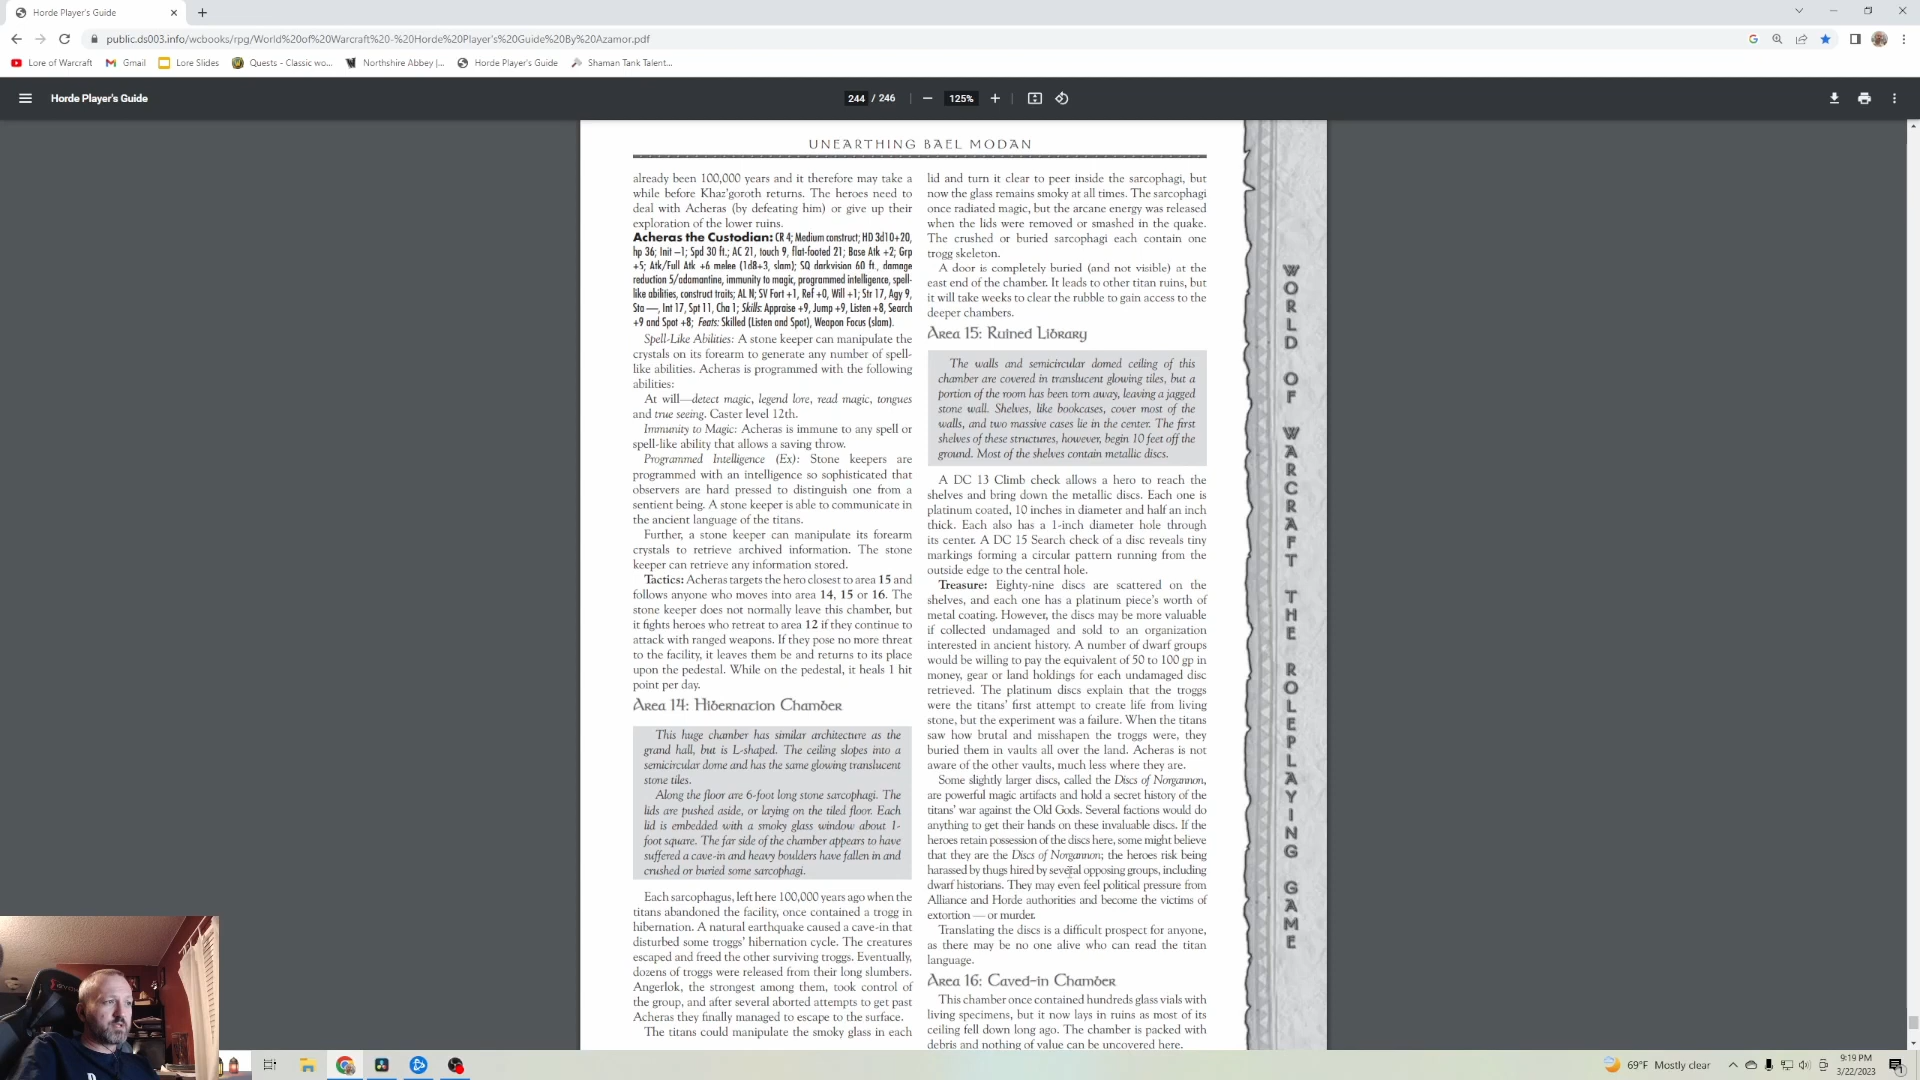 Horde Player's Guide
public.ds003.info/wcbooks/rpg/World%20of%20Warcraft%20-%20Horde%20Player's%20Guide%20By%20Azamor.pdf
Lore of Warcraft
Gmail
Lore Slides
Quests - Classic wo...
Northshire Abbey |...
Horde Player's Guide
Shaman Tank Talent...
Horde Player's Guide
244 / 246
125%
UNEARTHING BAEL MODAN
already been 100,000 years and it therefore may take a
while before Khaz'goroth returns. The heroes need to
deal with Acheras (by defeating him) or give up their
exploration of the lower ruins.
Acheras the Custodian: CR 4; Medium construct; HD 3d10+20,
hp 36; Init –1; Spd 30 ft.; AC 21, touch 9, flat-footed 21; Base Atk +2; Grp
+5; Atk/Full Atk +6 melee (1d8+3, slam); SQ darkvision 60 ft., damage
reduction 5/adamantine, immunity to magic, programmed intelligence, spell-
like abilities, construct traits; AL N; SV Fort +1, Ref +0, Will +1; Str 17, Agy 9,
Sta —, Int 17, Spt 11, Cha 1; Skills: Appraise +9, Jump +9, Listen +8, Search
+9 and Spot +8; Feats: Skilled (Listen and Spot), Weapon Focus (slam).
Spell-Like Abilities: A stone keeper can manipulate the
crystals on its forearm to generate any number of spell-
like abilities. Acheras is programmed with the following
abilities:
At will—detect magic, legend lore, read magic, tongues
and true seeing. Caster level 12th.
Immunity to Magic: Acheras is immune to any spell or
spell-like ability that allows a saving throw.
Programmed Intelligence (Ex): Stone keepers are
programmed with an intelligence so sophisticated that
observers are hard pressed to distinguish one from a
sentient being. A stone keeper is able to communicate in
the ancient language of the titans.
Further, a stone keeper can manipulate its forearm
crystals to retrieve archived information. The stone
keeper can retrieve any information stored.
Tactics: Acheras targets the hero closest to area 15 and
follows anyone who moves into area 14, 15 or 16. The
stone keeper does not normally leave this chamber, but
it fights heroes who retreat to area 12 if they continue to
attack with ranged weapons. If they pose no more threat
to the facility, it leaves them be and returns to its place
upon the pedestal. While on the pedestal, it heals 1 hit
point per day.
Area 14: Hibernation Chamber
This huge chamber has similar architecture as the
grand hall, but is L-shaped. The ceiling slopes into a
semicircular dome and has the same glowing translucent
stone tiles.
Along the floor are 6-foot long stone sarcophagi. The
lids are pushed aside, or laying on the tiled floor. Each
lid is embedded with a smoky glass window about 1-
foot square. The far side of the chamber appears to have
suffered a cave-in and heavy boulders have fallen in and
crushed or buried some sarcophagi.
Each sarcophagus, left here 100,000 years ago when the
titans abandoned the facility, once contained a trogg in
hibernation. A natural earthquake caused a cave-in that
disturbed some troggs' hibernation cycle. The creatures
escaped and freed the other surviving troggs. Eventually,
dozens of troggs were released from their long slumbers.
Angerlok, the strongest among them, took control of
the group, and after several aborted attempts to get past
Acheras they finally managed to escape to the surface.
The titans could manipulate the smoky glass in each
lid and turn it clear to peer inside the sarcophagi, but
now the glass remains smoky at all times. The sarcophagi
once radiated magic, but the arcane energy was released
when the lids were removed or smashed in the quake.
The crushed or buried sarcophagi each contain one
trogg skeleton.
A door is completely buried (and not visible) at the
east end of the chamber. It leads to other titan ruins, but
it will take weeks to clear the rubble to gain access to the
deeper chambers.
Area 15: Ruined Library
The walls and semicircular domed ceiling of this
chamber are covered in translucent glowing tiles, but a
portion of the room has been torn away, leaving a jagged
stone wall. Shelves, like bookcases, cover most of the
walls, and two massive cases lie in the center. The first
shelves of these structures, however, begin 10 feet off the
ground. Most of the shelves contain metallic discs.
A DC 13 Climb check allows a hero to reach the
shelves and bring down the metallic discs. Each one is
platinum coated, 10 inches in diameter and half an inch
thick. Each also has a 1-inch diameter hole through
its center. A DC 15 Search check of a disc reveals tiny
markings forming a circular pattern running from the
outside edge to the central hole.
Treasure: Eighty-nine discs are scattered on the
shelves, and each one has a platinum piece's worth of
metal coating. However, the discs may be more valuable
if collected undamaged and sold to an organization
interested in ancient history. A number of dwarf groups
would be willing to pay the equivalent of 50 to 100 gp in
money, gear or land holdings for each undamaged disc
retrieved. The platinum discs explain that the troggs
were the titans' first attempt to create life from living
stone, but the experiment was a failure. When the titans
saw how brutal and misshapen the troggs were, they
buried them in vaults all over the land. Acheras is not
aware of the other vaults, much less where they are.
Some slightly larger discs, called the Discs of Norgannon,
are powerful magic artifacts and hold a secret history of the
titans' war against the Old Gods. Several factions would do
anything to get their hands on these invaluable discs. If the
heroes retain possession of the discs here, some might believe
that they are the Discs of Norgannon; the heroes risk being
harassed by thugs hired by several opposing groups, including
dwarf historians. They may even feel political pressure from
Alliance and Horde authorities and become the victims of
extortion — or murder.
Translating the discs is a difficult prospect for anyone,
as there may be no one alive who can read the titan
language.
Area 16: Caved-in Chamber
This chamber once contained hundreds glass vials with
living specimens, but it now lays in ruins as most of its
ceiling fell down long ago. The chamber is packed with
debris and nothing of value can be uncovered here.
WORLD OF WARCRAFT THE ROLEPLAYING GAME
69°F Mostly clear
9:19 PM
3/22/2023